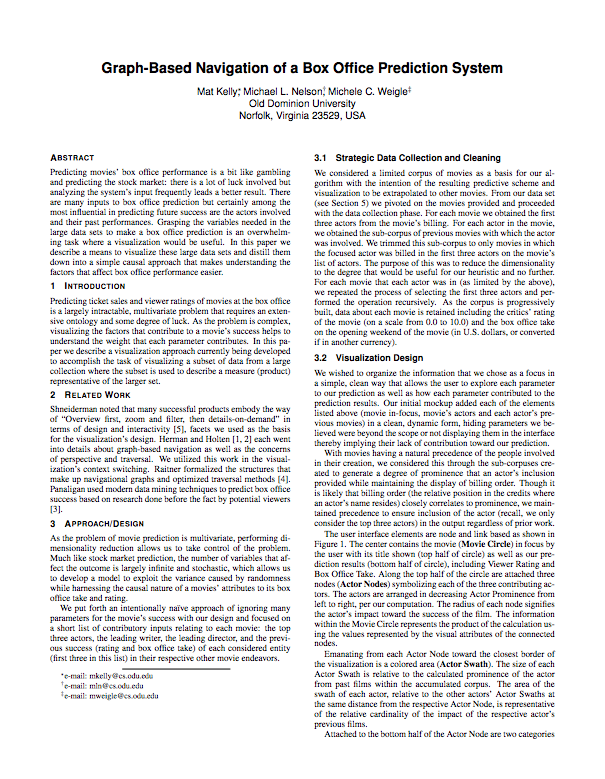 Graph-Based Navigation of a Box Office Prediction System
Mat Kelly,* Michael L. Nelson,† Michele C. Weigle‡
Old Dominion University
Norfolk, Virginia 23529, USA
ABSTRACT
Predicting movies' box office performance is a bit like gambling
and predicting the stock market: there is a lot of luck involved but
analyzing the system's input frequently leads a better result. There
are many inputs to box office prediction but certainly among the
most influential in predicting future success are the actors involved
and their past performances. Grasping the variables needed in the
large data sets to make a box office prediction is an overwhelm-
ing task where a visualization would be useful. In this paper we
describe a means to visualize these large data sets and distill them
down into a simple causal approach that makes understanding the
factors that affect box office performance easier.
1 INTRODUCTION
Predicting ticket sales and viewer ratings of movies at the box office
is a largely intractable, multivariate problem that requires an exten-
sive ontology and some degree of luck. As the problem is complex,
visualizing the factors that contribute to a movie's success helps to
understand the weight that each parameter contributes. In this pa-
per we describe a visualization approach currently being developed
to accomplish the task of visualizing a subset of data from a large
collection where the subset is used to describe a measure (product)
representative of the larger set.
2 RELATED WORK
Shneiderman noted that many successful products embody the way
of "Overview first, zoom and filter, then details-on-demand" in
terms of design and interactivity [5], facets we used as the basis
for the visualization's design. Herman and Holten [1, 2] each went
into details about graph-based navigation as well as the concerns
of perspective and traversal. We utilized this work in the visual-
ization's context switching. Raitner formalized the structures that
make up navigational graphs and optimized traversal methods [4].
Panaligan used modern data mining techniques to predict box office
success based on research done before the fact by potential viewers
[3].
3 APPROACH/DESIGN
As the problem of movie prediction is multivariate, performing di-
mensionality reduction allows us to take control of the problem.
Much like stock market prediction, the number of variables that af-
fect the outcome is largely infinite and stochastic, which allows us
to develop a model to exploit the variance caused by randomness
while harnessing the causal nature of a movies' attributes to its box
office take and rating.
We put forth an intentionally naïve approach of ignoring many
parameters for the movie's success with our design and focused on
a short list of contributory inputs relating to each movie: the top
three actors, the leading writer, the leading director, and the previ-
ous success (rating and box office take) of each considered entity
(first three in this list) in their respective other movie endeavors.
*e-mail: mkelly@cs.odu.edu
†e-mail: mln@cs.odu.edu
‡e-mail: mweigle@cs.odu.edu
3.1 Strategic Data Collection and Cleaning
We considered a limited corpus of movies as a basis for our al-
gorithm with the intention of the resulting predictive scheme and
visualization to be extrapolated to other movies. From our data set
(see Section 5) we pivoted on the movies provided and proceeded
with the data collection phase. For each movie we obtained the first
three actors from the movie's billing. For each actor in the movie,
we obtained the sub-corpus of previous movies with which the actor
was involved. We trimmed this sub-corpus to only movies in which
the focused actor was billed in the first three actors on the movie's
list of actors. The purpose of this was to reduce the dimensionality
to the degree that would be useful for our heuristic and no further.
For each movie that each actor was in (as limited by the above),
we repeated the process of selecting the first three actors and per-
formed the operation recursively. As the corpus is progressively
built, data about each movie is retained including the critics' rating
of the movie (on a scale from 0.0 to 10.0) and the box office take
on the opening weekend of the movie (in U.S. dollars, or converted
if in another currency).
3.2 Visualization Design
We wished to organize the information that we chose as a focus in
a simple, clean way that allows the user to explore each parameter
to our prediction as well as how each parameter contributed to the
prediction results. Our initial mockup added each of the elements
listed above (movie in-focus, movie's actors and each actor's pre-
vious movies) in a clean, dynamic form, hiding parameters we be-
lieved were beyond the scope or not displaying them in the interface
thereby implying their lack of contribution toward our prediction.
With movies having a natural precedence of the people involved
in their creation, we considered this through the sub-corpuses cre-
ated to generate a degree of prominence that an actor's inclusion
provided while maintaining the display of billing order. Though it
is likely that billing order (the relative position in the credits where
an actor's name resides) closely correlates to prominence, we main-
tained precedence to ensure inclusion of the actor (recall, we only
consider the top three actors) in the output regardless of prior work.
The user interface elements are node and link based as shown in
Figure 1. The center contains the movie (Movie Circle) in focus by
the user with its title shown (top half of circle) as well as our pre-
diction results (bottom half), including Viewer Rating and
Box Office Take. Along the top half of the circle are attached three
nodes (Actor Nodes) symbolizing each of the three contributing ac-
tors. The actors are arranged in decreasing Actor Prominence from
left to right, per our computation. The radius of each node signifies
the actor's impact toward the success of the film. The information
within the Movie Circle represents the product of the calculation us-
ing the values represented by the visual attributes of the connected
nodes.
Emanating from each Actor Node toward the closest border of
the visualization is a colored area (Actor Swath). The size of each
Actor Swath is relative to the calculated prominence of the actor
from past films within the accumulated corpus. The area of the
swath of each actor, relative to the other actors' Actor Swaths at
the same distance from the respective Actor Node, is representative
of the relative cardinality of the impact of the respective actor's
previous films.
Attached to the bottom half of the Actor Node are two categories